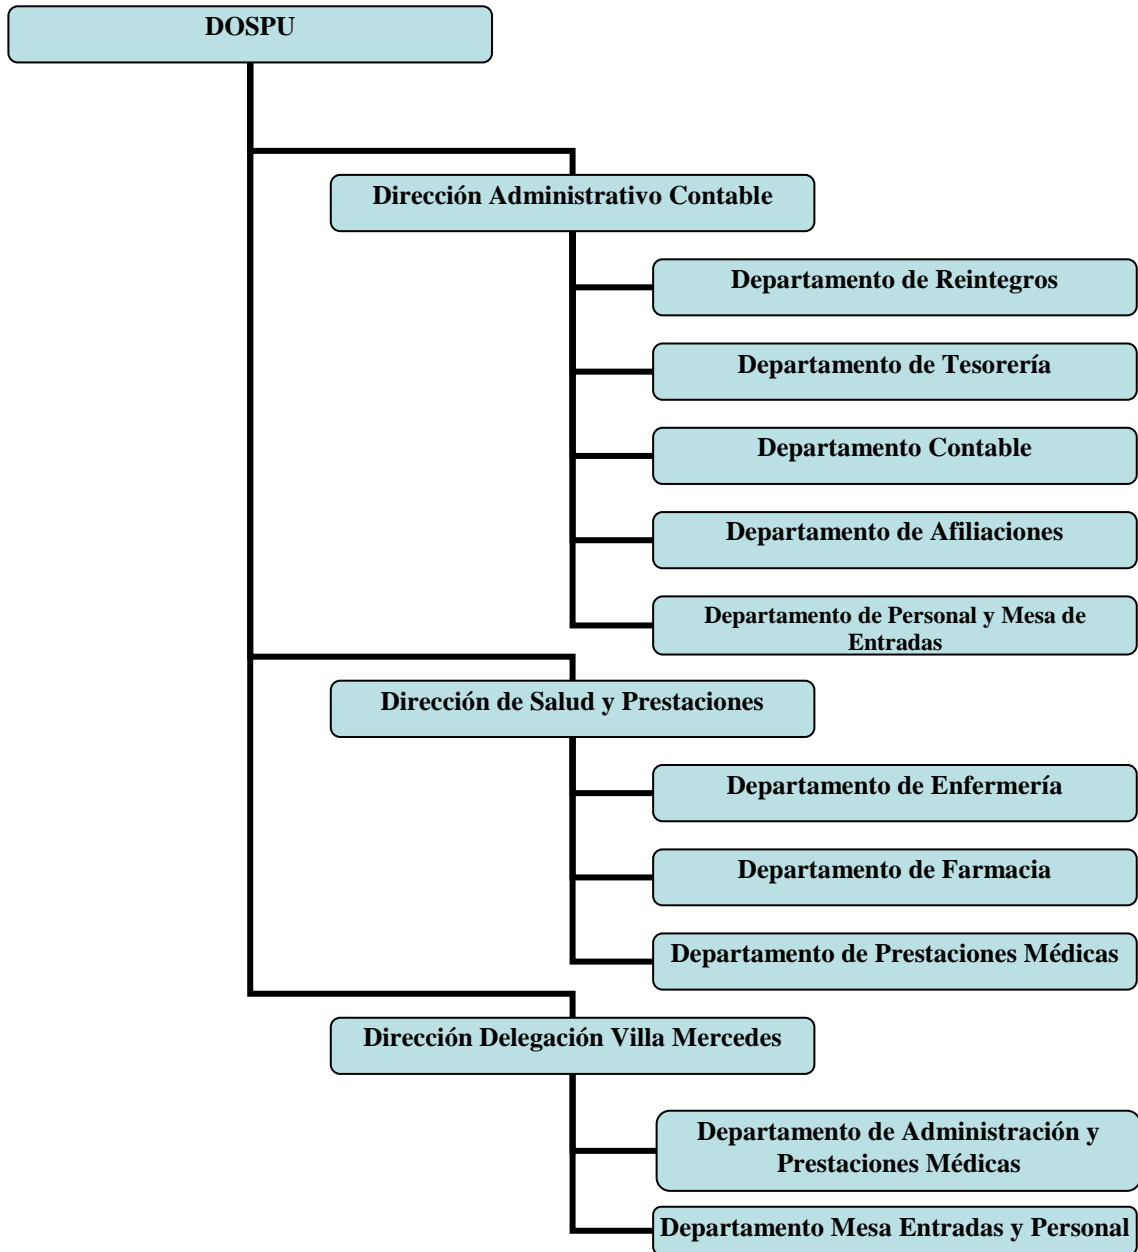 DOSPU
Dirección Administrativo Contable
Departamento de Reintegros
Departamento de Tesorería
Departamento Contable
Departamento de Afiliaciones
Departamento de Personal y Mesa de
Entradas
Dirección de Salud y Prestaciones
Departamento de Enfermería
Departamento de Farmacia
Departamento de Prestaciones Médicas
Dirección Delegación Villa Mercedes
Departamento de Administración y
Prestaciones Médicas
Departamento Mesa Entradas y Personal